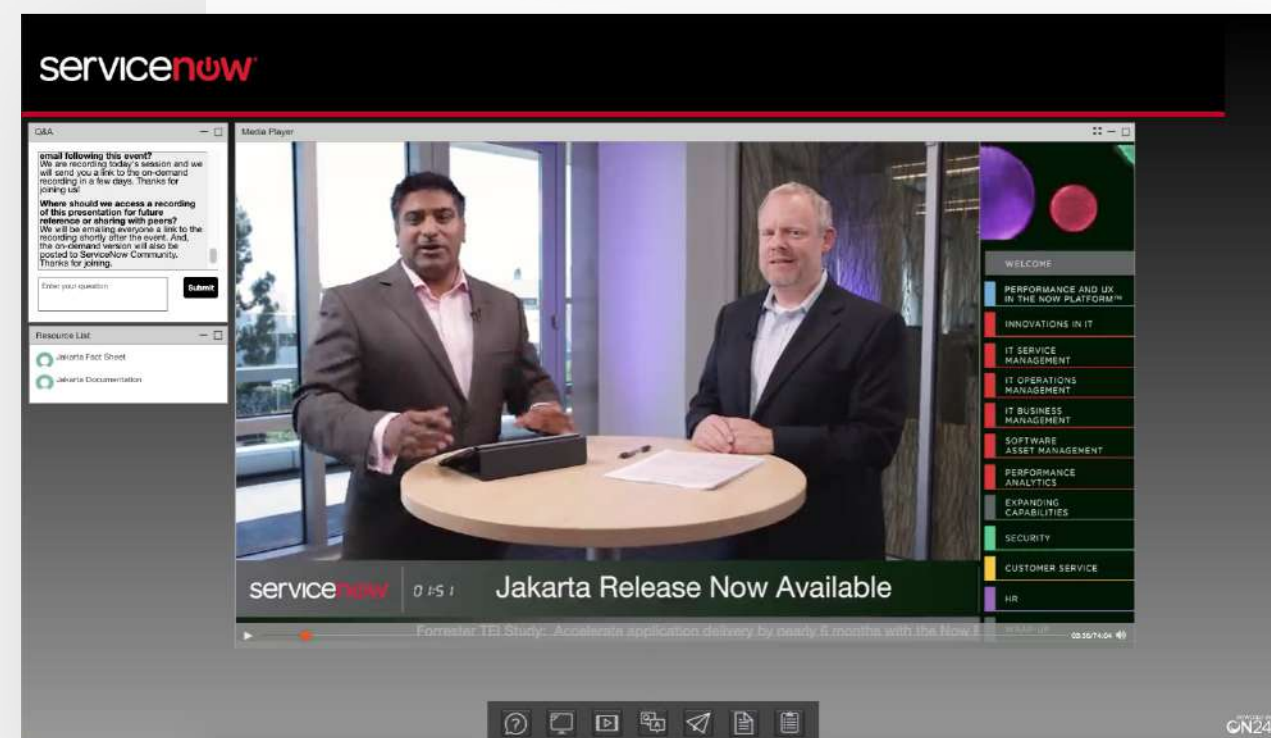 servicenow
Q&A
email following this event?
We are recording today's session and we
will send you a link to the on-demand
recording in a few days. Thanks for
joining us!
Where should we access a recording
of this presentation for future
reference or sharing with peers?
We will be emailing everyone a link to the
recording shortly after the event. And,
the on-demand version will also be
posted to ServiceNow Community.
Thanks for joining.
Enter your question
Submit
Resource List
Jakarta Fact Sheet
Jakarta Documentation
Media Player
WELCOME
PERFORMANCE AND UX
IN THE NOW PLATFORM™
INNOVATIONS IN IT
IT SERVICE
MANAGEMENT
IT OPERATIONS
MANAGEMENT
IT BUSINESS
MANAGEMENT
SOFTWARE
ASSET MANAGEMENT
PERFORMANCE
ANALYTICS
EXPANDING
CAPABILITIES
SECURITY
CUSTOMER SERVICE
HR
WRAP-UP
servicenow
01:51
Jakarta Release Now Available
Forrester TEI Study: Accelerate application delivery by nearly 6 months with the Now
ON24